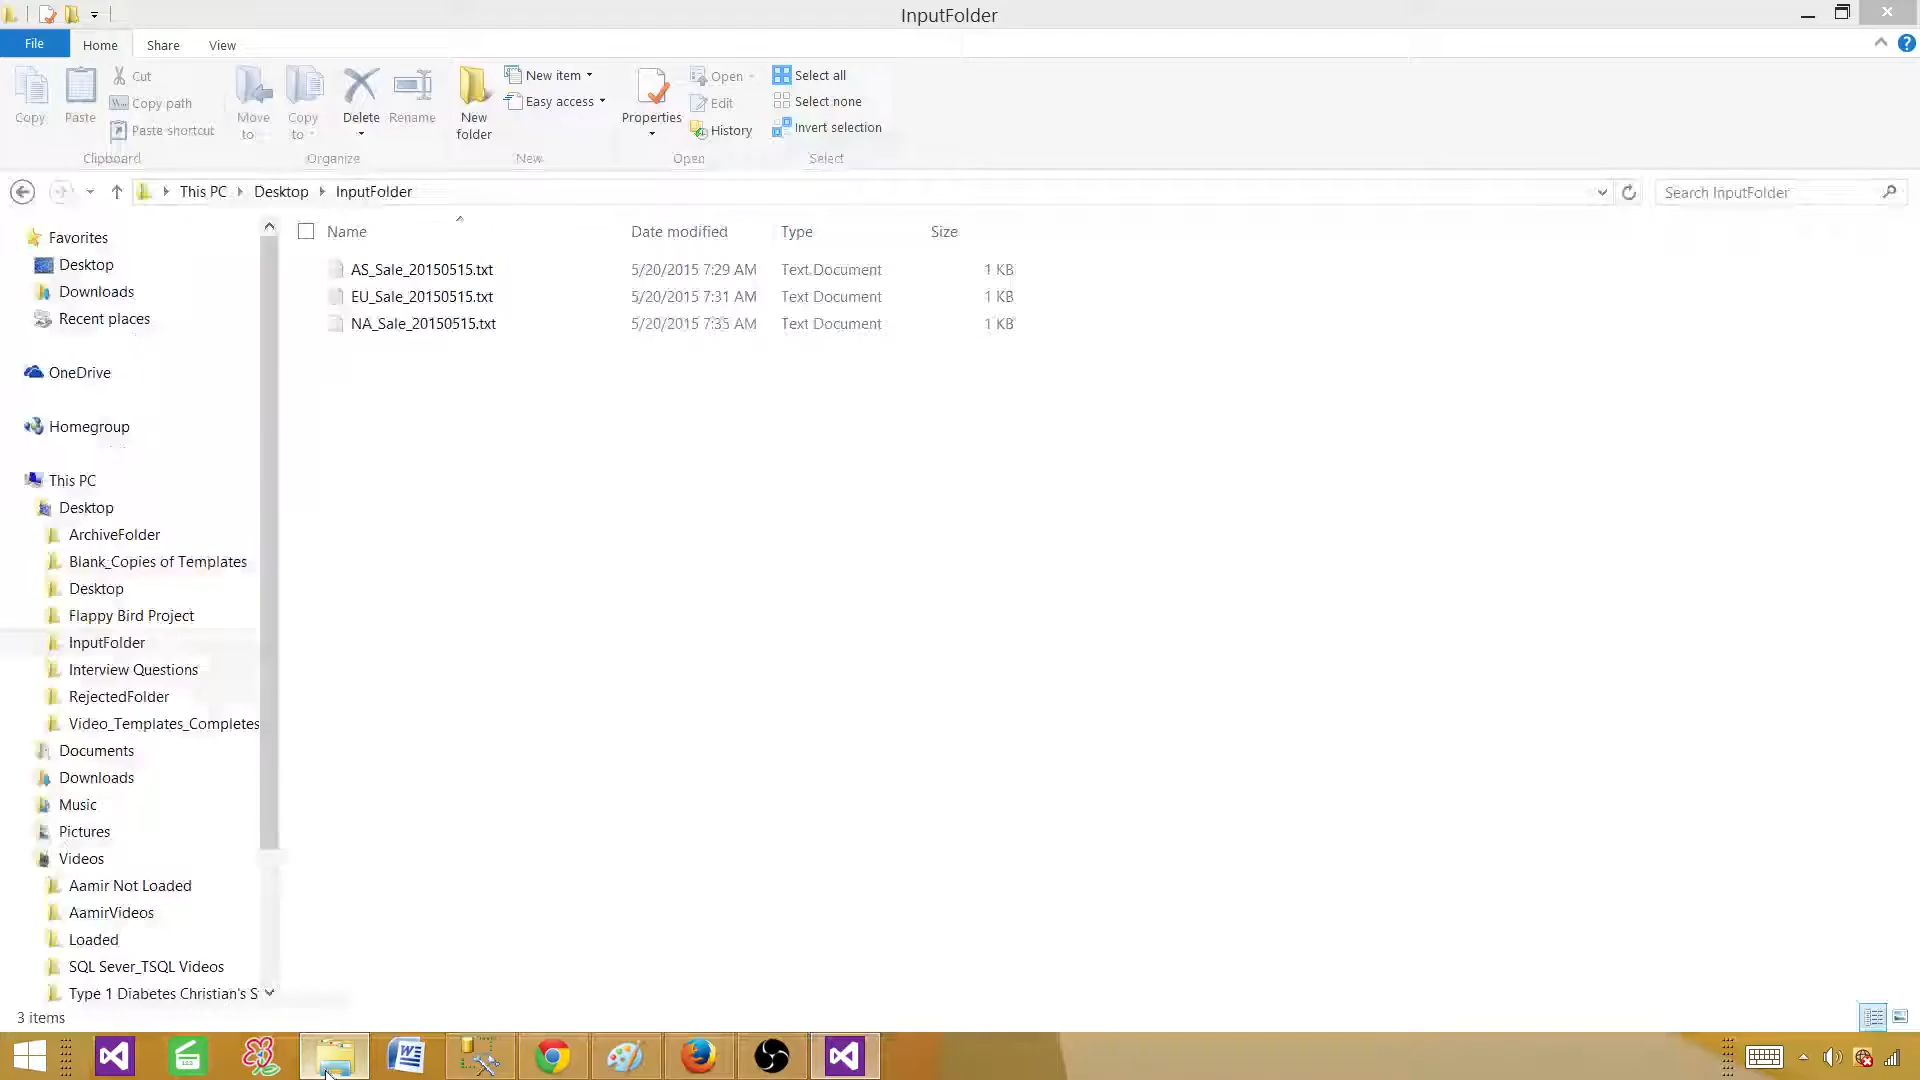 InputFolder
File Home Share View
Copy
Paste
Cut
Copy path
Paste shortcut
Clipboard
Move to
Copy to
Delete
Rename
Organize
New folder
New item
Easy access
New
Properties
Open
Edit
History
Open
Select all
Select none
Invert selection
Select
This PC Desktop InputFolder
Search InputFolder
Name Date modified Type Size
AS_Sale_20150515.txt 5/20/2015 7:29 AM Text Document 1 KB
EU_Sale_20150515.txt 5/20/2015 7:31 AM Text Document 1 KB
NA_Sale_20150515.txt 5/20/2015 7:35 AM Text Document 1 KB
Favorites
Desktop
Downloads
Recent places
OneDrive
Homegroup
This PC
Desktop
ArchiveFolder
Blank_Copies of Templates
Desktop
Flappy Bird Project
InputFolder
Interview Questions
RejectedFolder
Video_Templates_Completes
Documents
Downloads
Music
Pictures
Videos
Aamir Not Loaded
AamirVideos
Loaded
SQL Sever_TSQL Videos
Type 1 Diabetes Christian's S
3 items